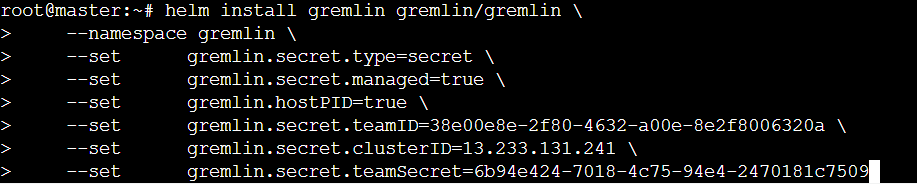 root@master:~# helm install gremlin gremlin/gremlin \
>     --namespace gremlin \
>     --set      gremlin.secret.type=secret \
>     --set      gremlin.secret.managed=true \
>     --set      gremlin.hostPID=true \
>     --set      gremlin.secret.teamID=38e00e8e-2f80-4632-a00e-8e2f8006320a \
>     --set      gremlin.secret.clusterID=13.233.131.241 \
>     --set      gremlin.secret.teamSecret=6b94e424-7018-4c75-94e4-2470181c7509